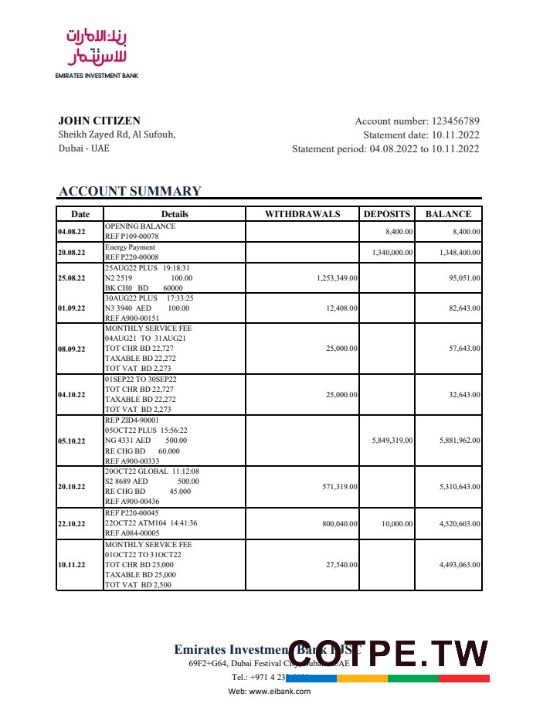 بنك الإمارات
للاستثمار
EMIRATES INVESTMENT BANK
JOHN CITIZEN
Sheikh Zayed Rd, Al Sufouh,
Dubai - UAE
Account number: 123456789
Statement date: 10.11.2022
Statement period: 04.08.2022 to 10.11.2022
ACCOUNT SUMMARY
Date Details WITHDRAWALS DEPOSITS BALANCE
04.08.22 OPENING BALANCE 8,400.00 8,400.00
REF P109-00078
20.08.22 Energy Payment 1,340,000.00 1,348,400.00
REF P220-00008
25AUG22 PLUS 19:18:31
25.08.22 N2 2519 100.00 1,253,349.00 95,051.00
BK CH0 BD 60000
30AUG22 PLUS 17:33:25
01.09.22 N3 3940 AED 100.00 12,408.00 82,643.00
REF A900-00151
MONTHLY SERVICE FEE
04AUG21 TO 31AUG21
08.09.22 TOT CHR BD 22,727 25,000.00 57,643.00
TAXABLE BD 22,272
TOT VAT BD 2,273
01SEP22 TO 30SEP22
04.10.22 TOT CHR BD 22,727 25,000.00 32,643.00
TAXABLE BD 22,272
TOT VAT BD 2,273
REP ZID4-90001
05OCT22 PLUS 15:56:22
05.10.22 NG 4331 AED 500.00 5,849,319.00 5,881,962.00
RE CHG BD 60.000
REF A900-00333
20OCT22 GLOBAL 11:12:08
20.10.22 S2 8689 AED 500.00 571,319.00 5,310,643.00
RE CHG BD 45.000
REF A900-00436
REF P220-00045
22.10.22 22OCT22 ATM104 14:41:36 800,040.00 10,000.00 4,520,603.00
REF A084-00005
MONTHLY SERVICE FEE
01OCT22 TO 31OCT22
10.11.22 TOT CHR BD 25,000 27,540.00 4,493,063.00
TAXABLE BD 25,000
TOT VAT BD 2,500
Emirates Investment Bank PJSC
COTPE.TW
69F2+G64, Dubai Festival City, Dubai, UAE
Tel.: +971 4
Web: www.eibank.com